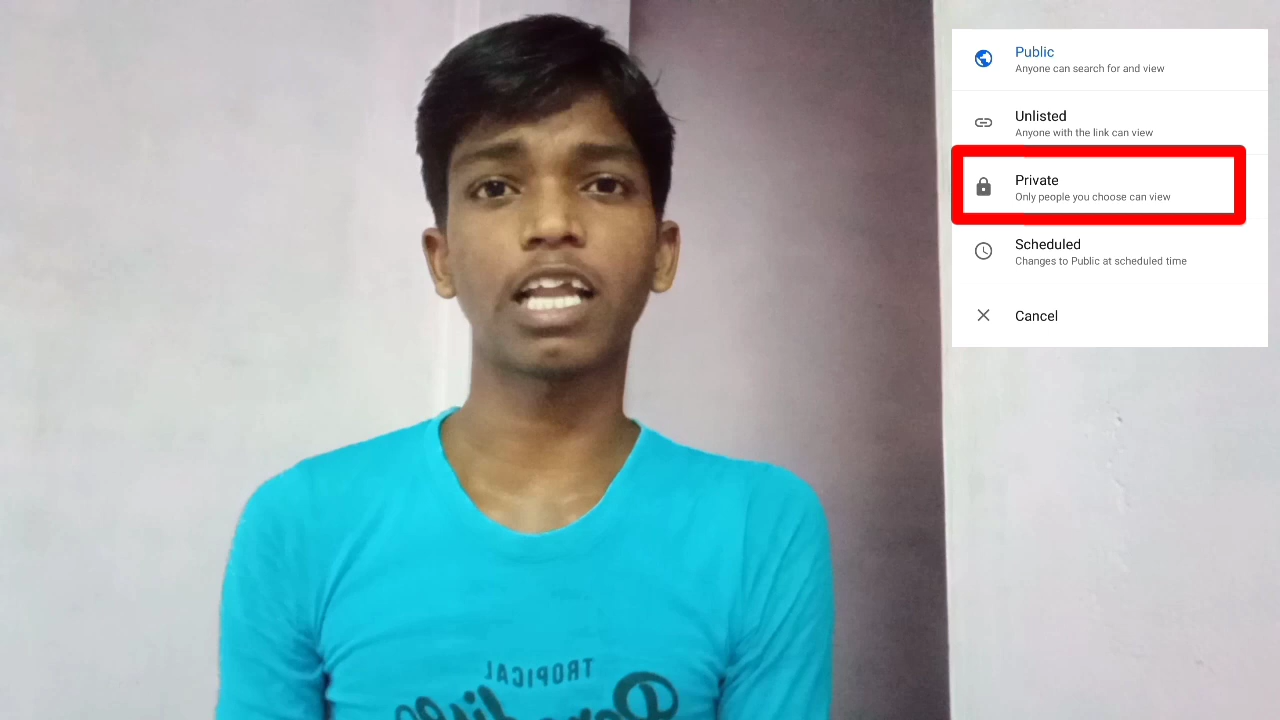 Public
Anyone can search for and view
Unlisted
Anyone with the link can view
Private
Only people you choose can view
Scheduled
Changes to Public at scheduled time
Cancel
TROPICAL